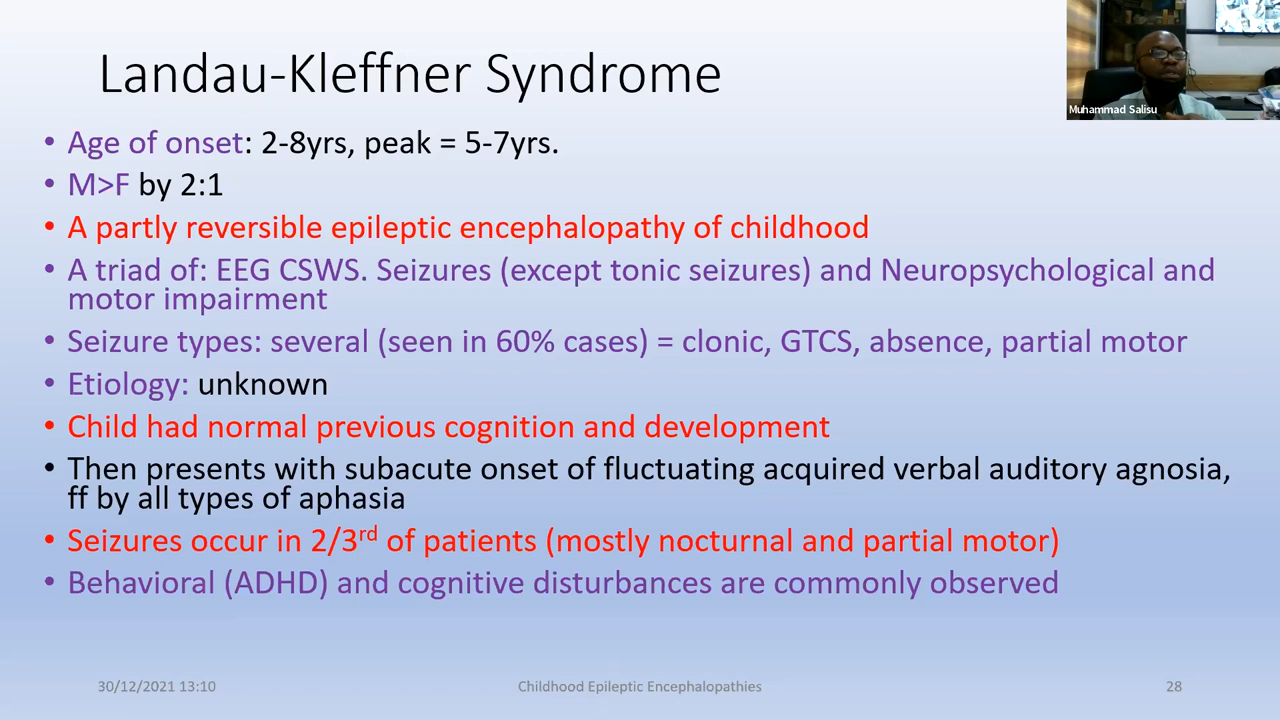 Landau-Kleffner Syndrome
Muhammad Salisu
• Age of onset: 2-8yrs, peak = 5-7yrs.
• M>F by 2:1
• A partly reversible epileptic encephalopathy of childhood
• A triad of: EEG CSWS. Seizures (except tonic seizures) and Neuropsychological and
motor impairment
• Seizure types: several (seen in 60% cases) = clonic, GTCS, absence, partial motor
• Etiology: unknown
• Child had normal previous cognition and development
• Then presents with subacute onset of fluctuating acquired verbal auditory agnosia,
ff by all types of aphasia
• Seizures occur in 2/3rd of patients (mostly nocturnal and partial motor)
• Behavioral (ADHD) and cognitive disturbances are commonly observed
30/12/2021 13:10
Childhood Epileptic Encephalopathies
28